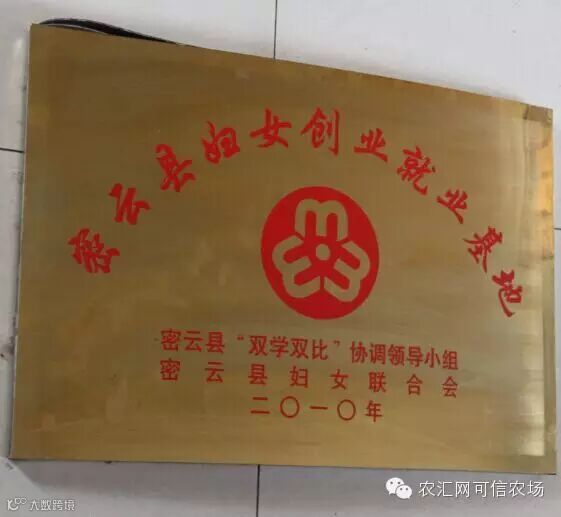 密云县妇女创业就业基地
密云县“双学双比”协调领导小组
密云县妇女联合会
二〇一〇年
农汇网可信农场
大数跨境